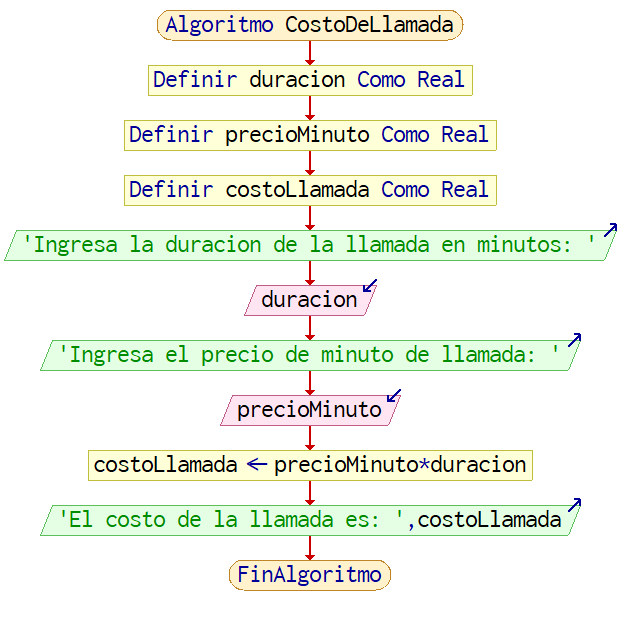 Algoritmo CostoDeLlamada
Definir duracion Como Real
Definir precioMinuto Como Real
Definir costoLlamada Como Real
'Ingresa la duracion de la llamada en minutos: '
duracion
'Ingresa el precio de minuto de llamada: '
precioMinuto
costoLlamada ← precioMinuto*duracion
'El costo de la llamada es: ',costoLlamada
FinAlgoritmo